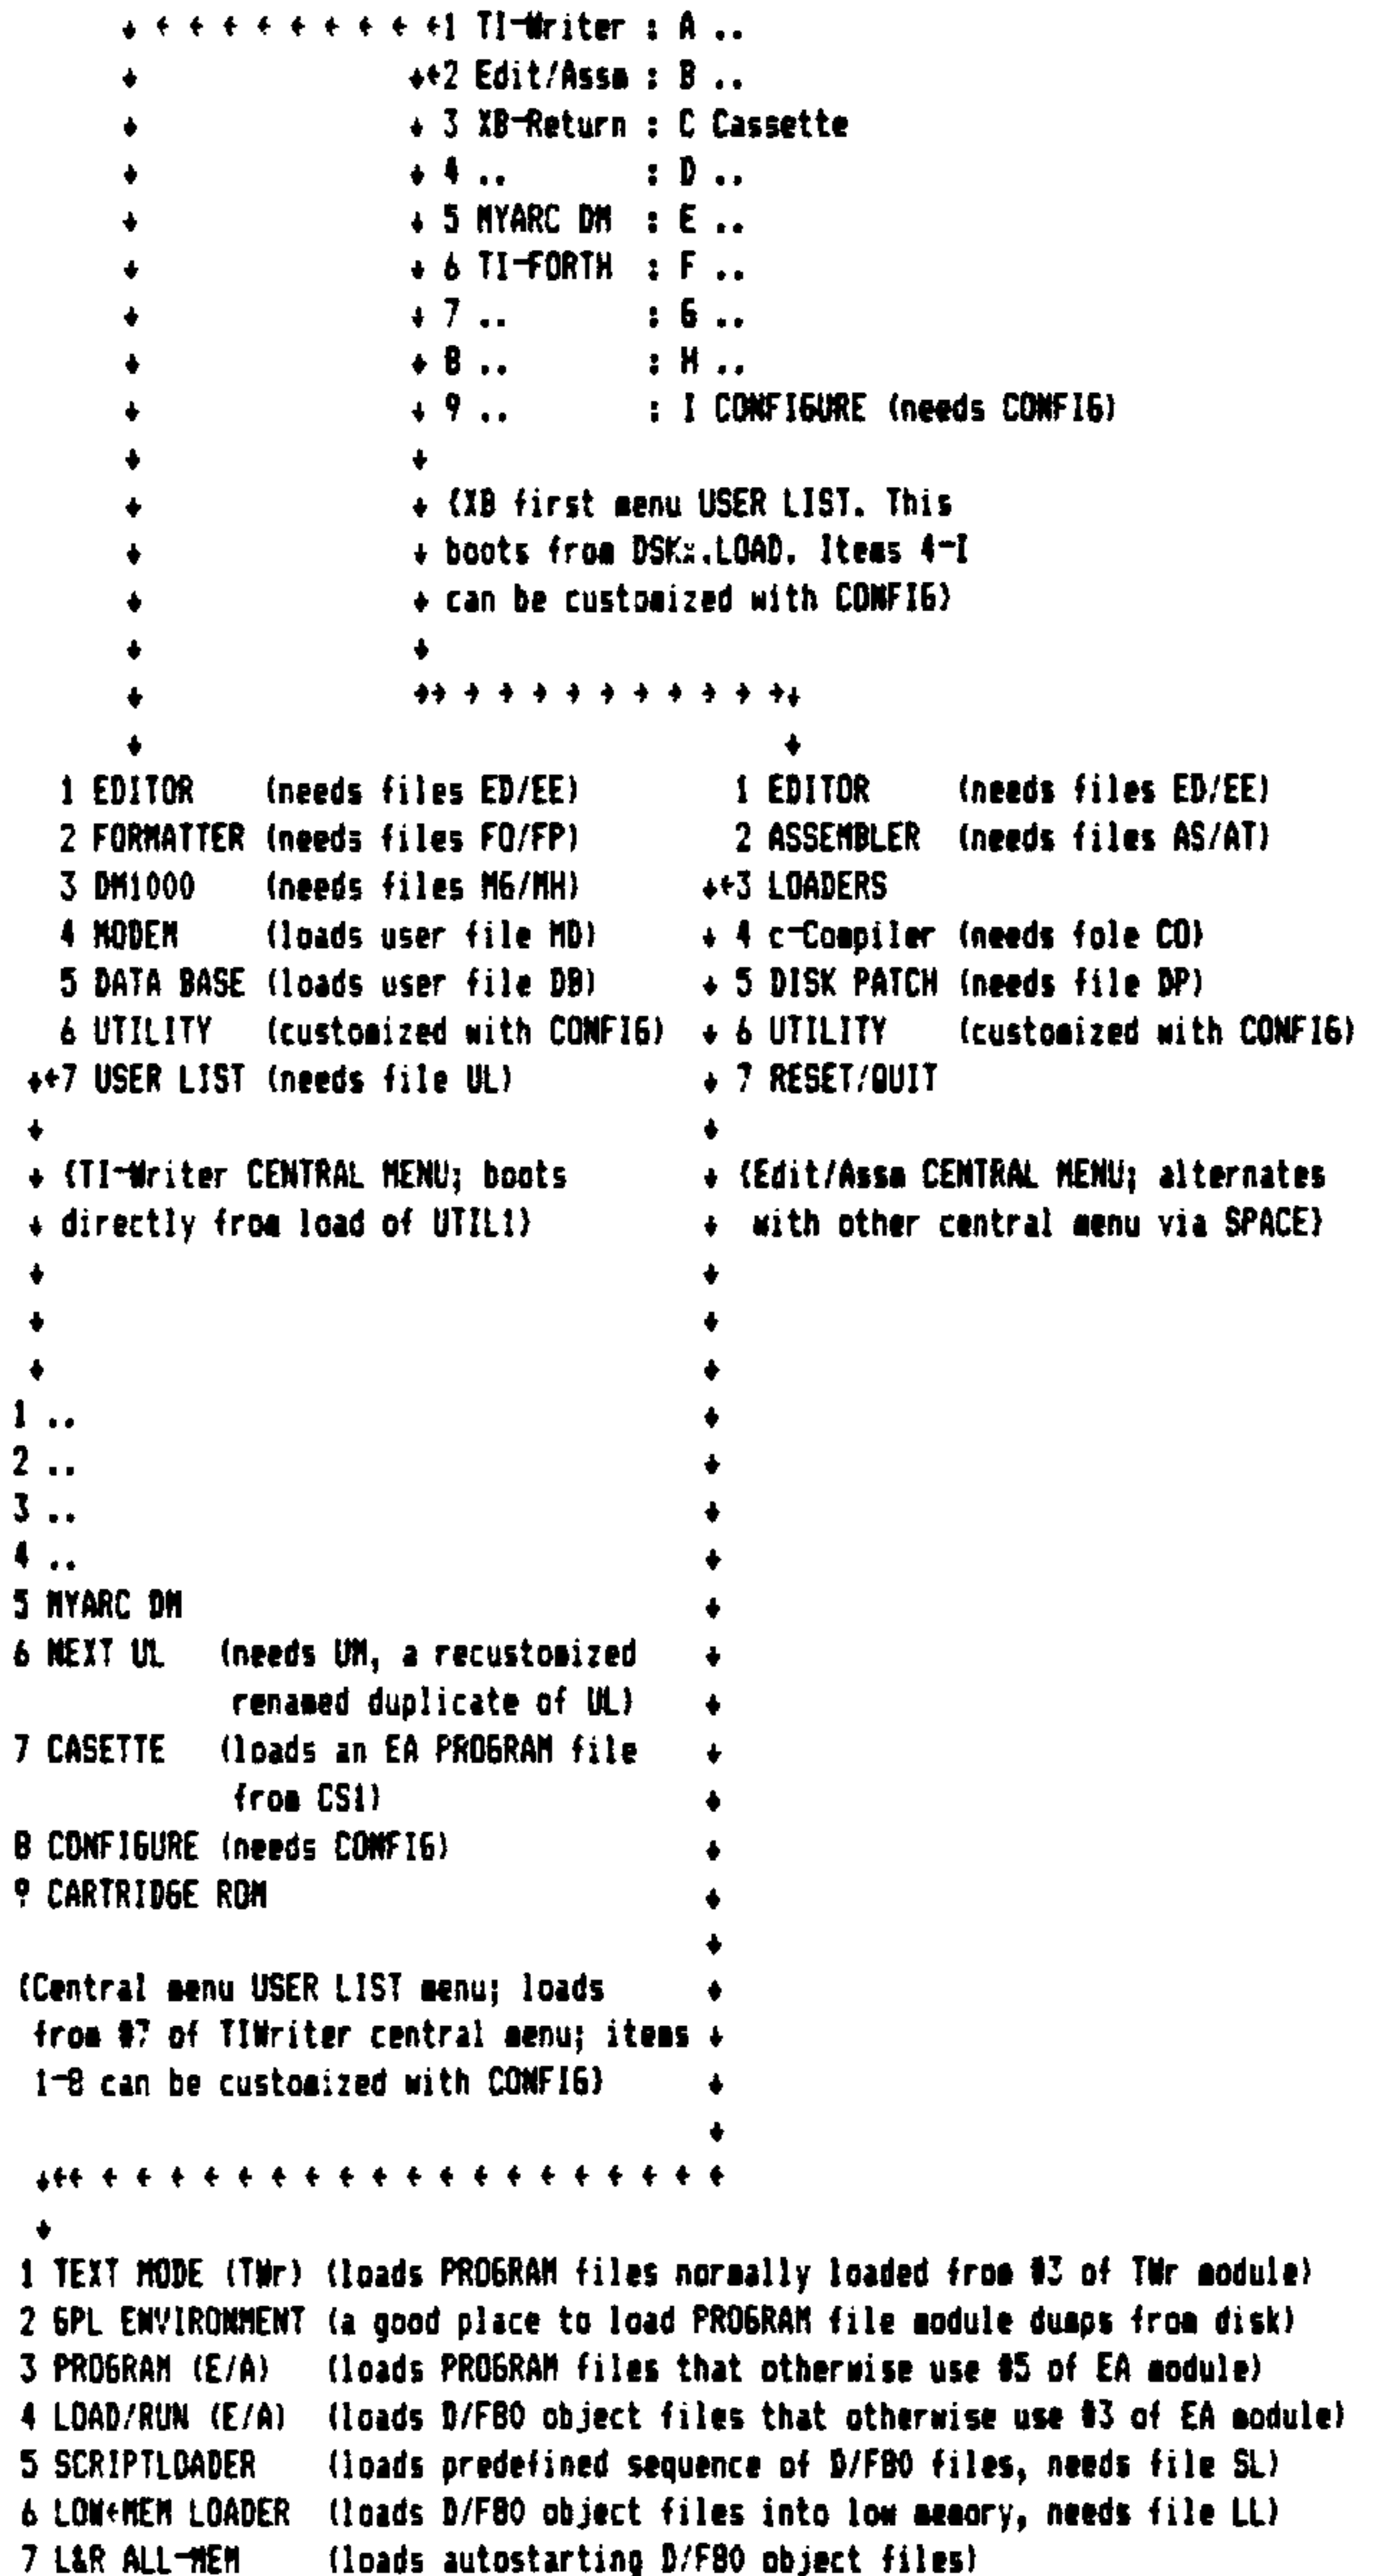 ↓ ← ← ← ← ← ← ← ← ←1 TI-Writer : A ..
↓ ↓←2 Edit/Assm : B ..
↓ ↓ 3 XB-Return : C Cassette
↓ ↓ 4 .. : D ..
↓ ↓ 5 MYARC DM : E ..
↓ ↓ 6 TI-FORTH : F ..
↓ ↓ 7 .. : G ..
↓ ↓ 8 .. : H ..
↓ ↓ 9 .. : I CONFIGURE (needs CONFIG)
↓ ↓
↓ ↓ {XB first menu USER LIST. This
↓ ↓ boots from DSKx.LOAD. Items 4-I
↓ ↓ can be customized with CONFIG}
↓ ↓
↓ →→ → → → → → → → → → →↓
↓ ↓
1 EDITOR (needs files ED/EE) 1 EDITOR (needs files ED/EE)
2 FORMATTER (needs files FO/FP) 2 ASSEMBLER (needs files AS/AT)
3 DM1000 (needs files MG/MH) ↓←3 LOADERS
4 MODEM (loads user file MD) ↓ 4 c-Compiler (needs fole CO)
5 DATA BASE (loads user file DB) ↓ 5 DISK PATCH (needs file DP)
6 UTILITY (customized with CONFIG) ↓ 6 UTILITY (customized with CONFIG)
↓←7 USER LIST (needs file UL) ↓ 7 RESET/QUIT
↓ ↓
↓ {TI-Writer CENTRAL MENU; boots ↓ {Edit/Assm CENTRAL MENU; alternates
↓ directly from load of UTIL1} ↓ with other central menu via SPACE}
↓ ↓
↓ ↓
↓ ↓
1 .. ↓
2 .. ↓
3 .. ↓
4 .. ↓
5 MYARC DM ↓
6 NEXT UL (needs UM, a recustomized ↓
renamed duplicate of UL) ↓
7 CASETTE (loads an EA PROGRAM file ↓
from CS1) ↓
8 CONFIGURE (needs CONFIG) ↓
9 CARTRIDGE ROM ↓
↓
{Central menu USER LIST menu; loads ↓
from #7 of TIWriter central menu; items ↓
1-8 can be customized with CONFIG} ↓
↓
↓←← ← ← ← ← ← ← ← ← ← ← ← ← ← ← ← ← ← ← ←
↓
1 TEXT MODE (TWr) (loads PROGRAM files normally loaded from #3 of TWr module)
2 GPL ENVIRONMENT (a good place to load PROGRAM file module dumps from disk)
3 PROGRAM (E/A) (loads PROGRAM files that otherwise use #5 of EA module)
4 LOAD/RUN (E/A) (loads D/F80 object files that otherwise use #3 of EA module)
5 SCRIPTLOADER (loads predefined sequence of D/F80 files, needs file SL)
6 LOW←MEM LOADER (loads D/F80 object files into low memory, needs file LL)
7 L&R ALL-MEM (loads autostarting D/F80 object files)